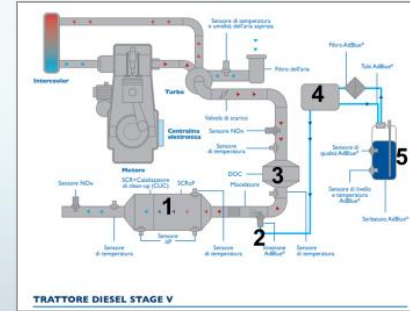 Sensore di temperatura
e umidità dell'aria aspirata
Filtro AdBlue®
Tubi AdBlue®
Intercooler
Turbo
Filtro dell'aria
4
Valvola di scarico
Centralina
elettronica
Sensore NOx
Sensore
di temperatura
Sensore di
qualità AdBlue®
5
Motore
SCR+Catalizzatore
di clean-up (CUC)
SCRoF
DOC
3
Miscelatore
Sensore NOx
1
Sensore di livello
e temperatura
AdBlue®
2
Sensore
di temperatura
Sensore
ΔP
Sensore
di temperatura
Iniettore
AdBlue®
Sensore
di temperatura
Serbatoio AdBlue®
TRATTORE DIESEL STAGE V